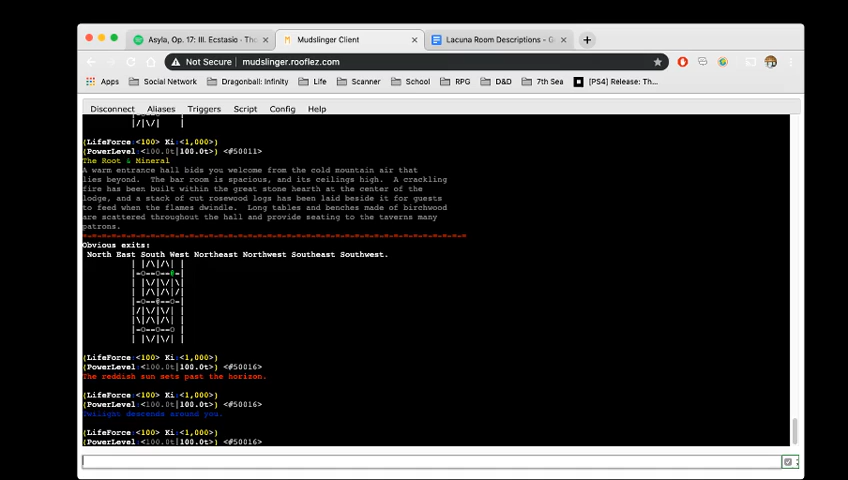 Asyla, Op. 17: III. Ecstasio - Tho
Mudslinger Client
Lacuna Room Descriptions - G
Not Secure | mudslinger.rooflez.com
Apps Social Network Dragonball: Infinity Life Scanner School RPG D&D 7th Sea [PS4] Release: Th...
Disconnect Aliases Triggers Script Config Help
/|\/| |
(LifeForce:<100> Ki:<1,000>)
(PowerLevel:<100.0t|100.0t>) <#50011>
The Root & Mineral
A warm entrance hall bids you welcome from the cold mountain air that
lies beyond. The bar room is spacious, and its ceilings high. A crackling
fire has been built within the great stone hearth at the center of the
lodge, and a stack of cut rosewood logs has been laid beside it for guests
to feed when the flames dwindle. Long tables and benches made of birchwood
are scattered throughout the hall and provide seating to the taverns many
patrons.
Obvious exits:
North East South West Northeast Northwest Southeast Southwest.
(LifeForce:<100> Ki:<1,000>)
(PowerLevel:<100.0t|100.0t>) <#50016>
The reddish sun sets past the horizon.
(LifeForce:<100> Ki:<1,000>)
(PowerLevel:<100.0t|100.0t>) <#50016>
Twilight descends around you.
(LifeForce:<100> Ki:<1,000>)
(PowerLevel:<100.0t|100.0t>) <#50016>